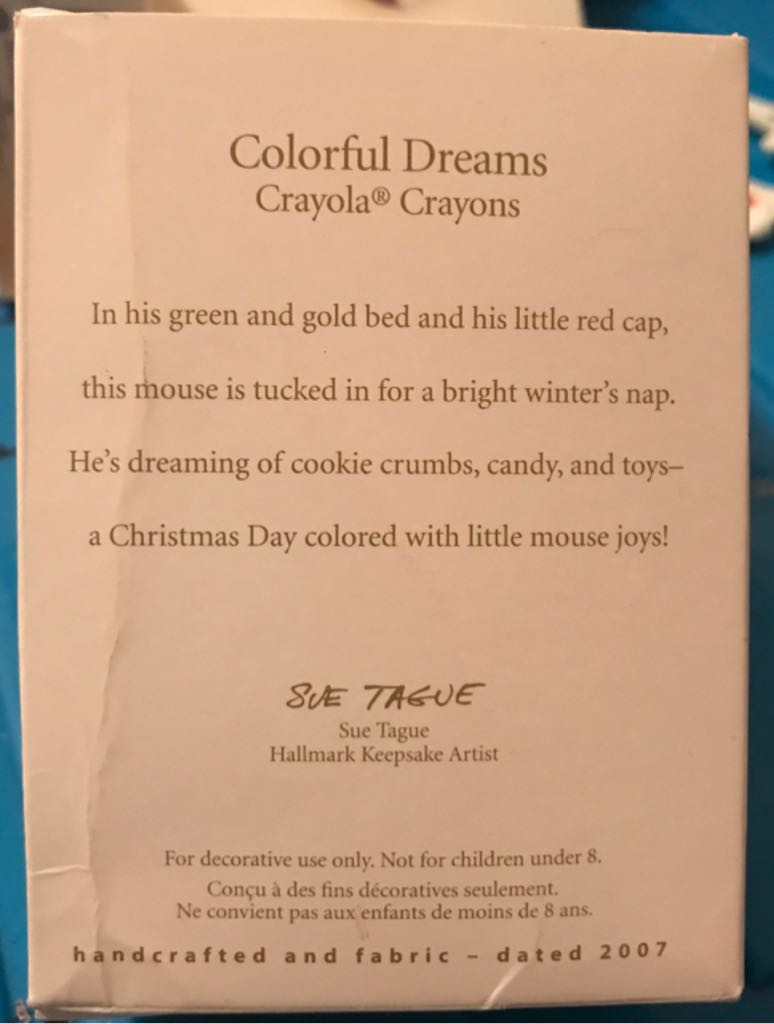 Colorful Dreams
Crayola® Crayons
In his green and gold bed and his little red cap,
this mouse is tucked in for a bright winter's nap.
He's dreaming of cookie crumbs, candy, and toys–
a Christmas Day colored with little mouse joys!
SUE TAGUE
Sue Tague
Hallmark Keepsake Artist
For decorative use only. Not for children under 8.
Conçu à des fins décoratives seulement.
Ne convient pas aux enfants de moins de 8 ans.
handcrafted and fabric – dated 2007